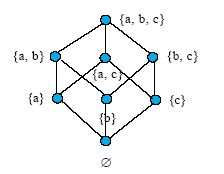 {a, b, c}
{a, b} {a, c} {b, c}
{a} {b} {c}
∅